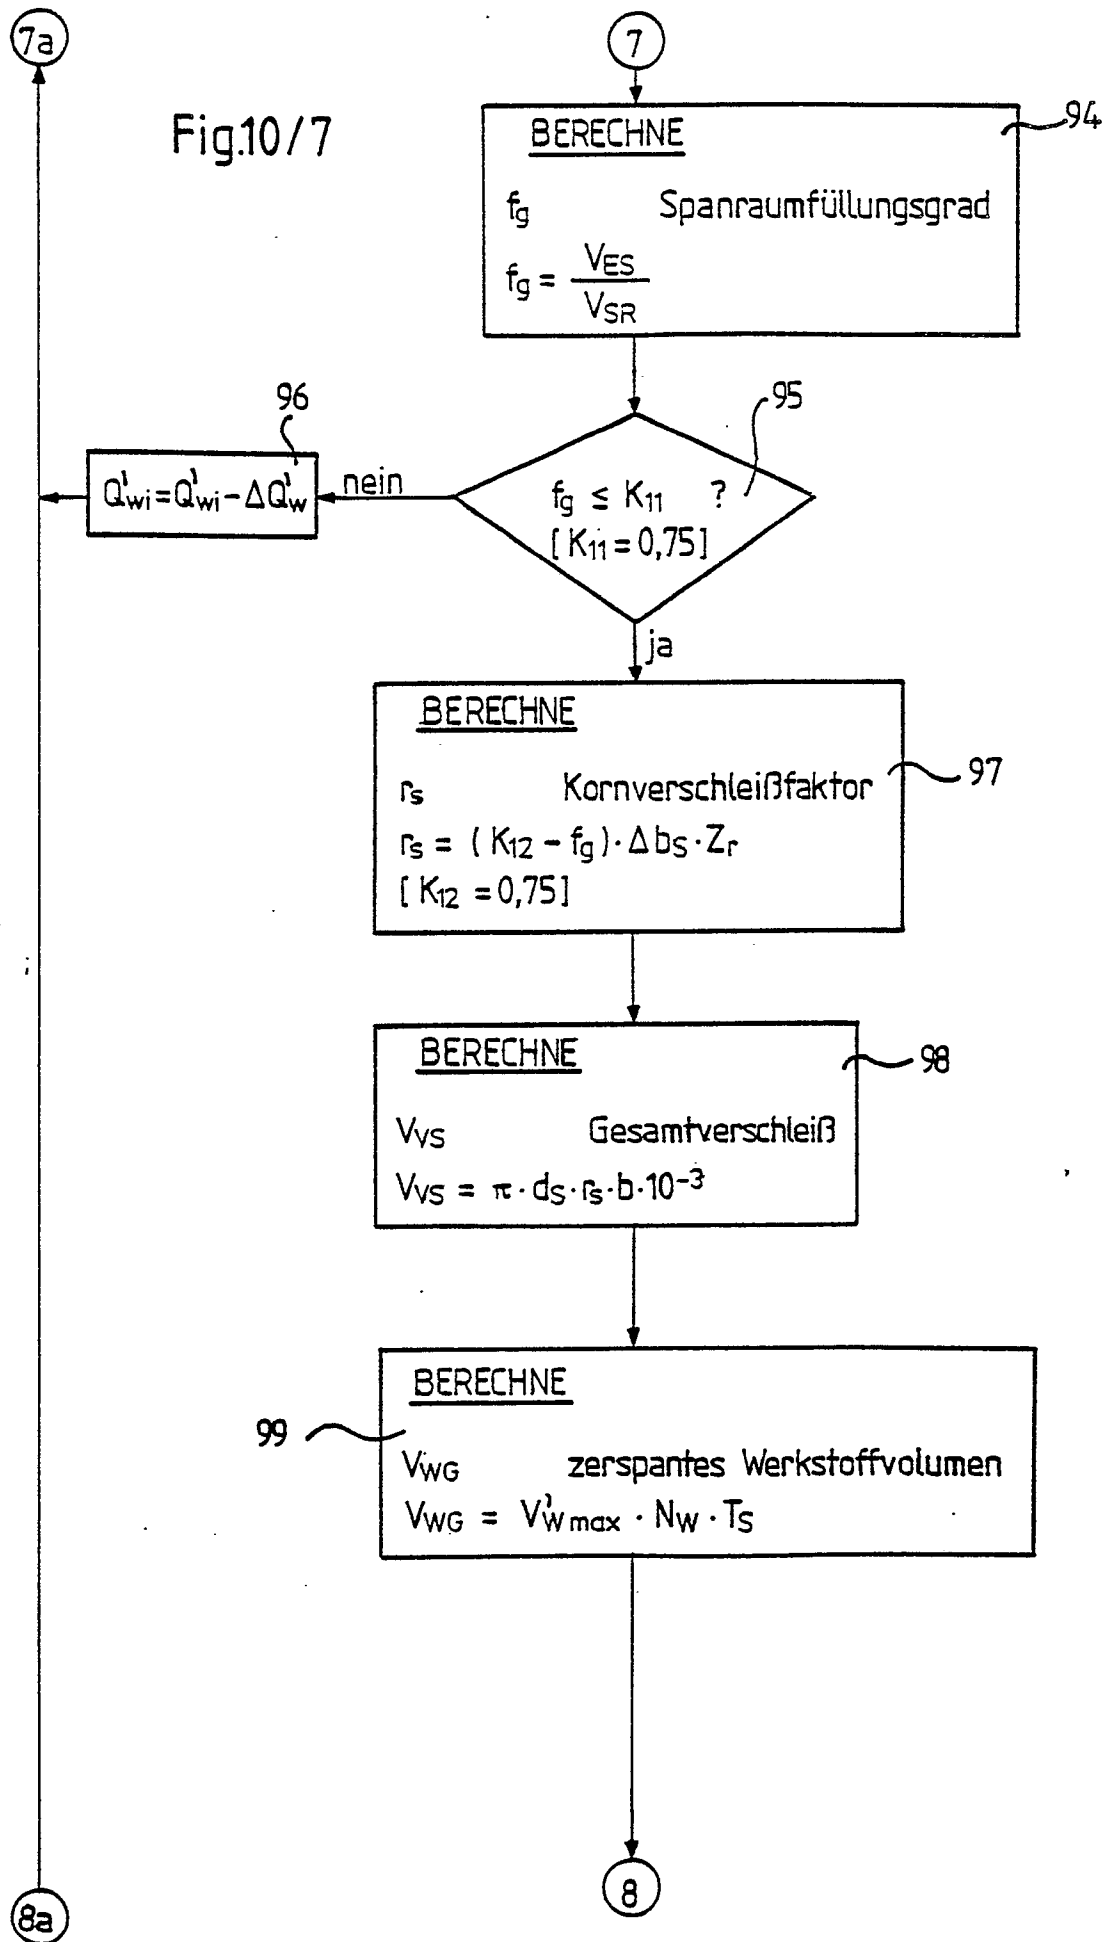 7a
7
Fig.10/7
94
BERECHNE
fg Spanraumfüllungsgrad
fg = VES / VSR
96
95
Q'wi = Q'wi - ΔQ'w
nein
fg ≤ K11 ?
[ K11 = 0,75 ]
ja
BERECHNE
97
rs Kornverschleißfaktor
rs = ( K12 - fg ) · Δbs · Zr
[ K12 = 0,75 ]
BERECHNE
98
VVS Gesamtverschleiß
VVS = π · dS · rs · b · 10⁻³
BERECHNE
99
VWG zerspantes Werkstoffvolumen
VWG = V'Wmax · NW · TS
8
8a